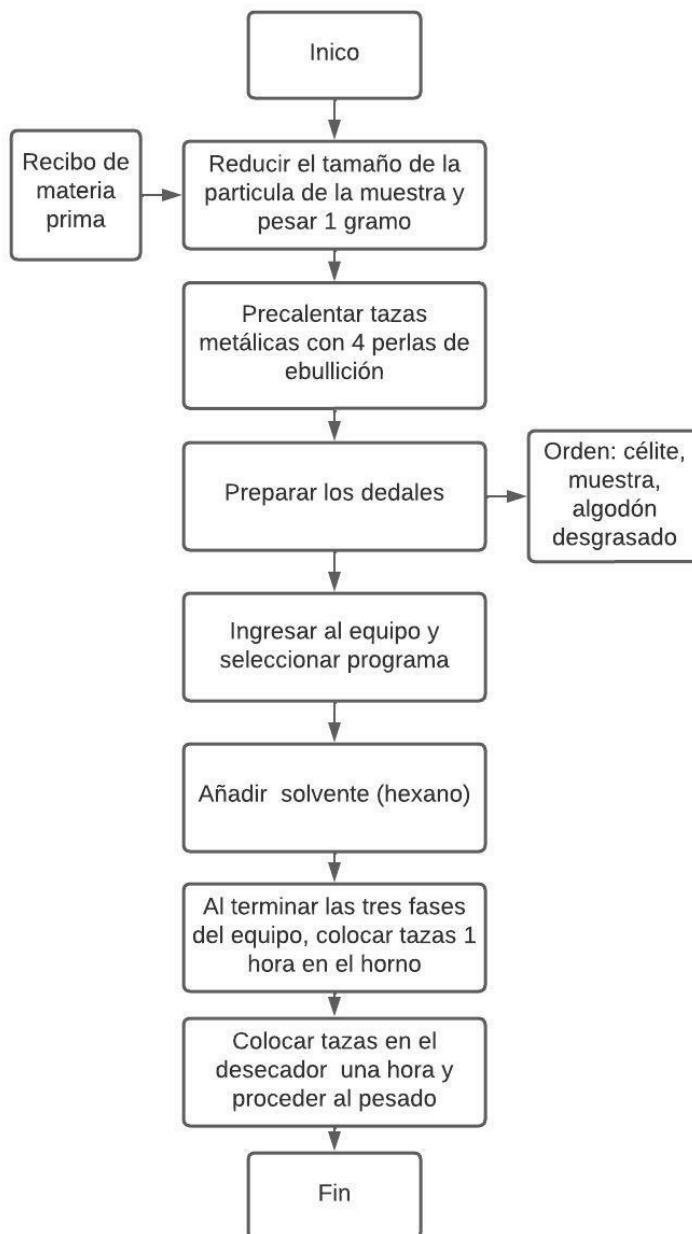 Inico
Recibo de
materia
prima
Reducir el tamaño de la
particula de la muestra y
pesar 1 gramo
Precalentar tazas
metálicas con 4 perlas de
ebullición
Preparar los dedales
Orden: célite,
muestra,
algodón
desgrasado
Ingresar al equipo y
seleccionar programa
Añadir solvente (hexano)
Al terminar las tres fases
del equipo, colocar tazas 1
hora en el horno
Colocar tazas en el
desecador una hora y
proceder al pesado
Fin